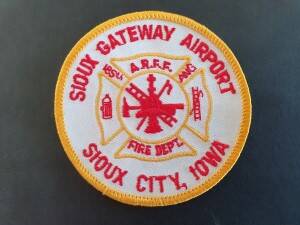 SIOUX GATEWAY AIRPORT
A.R.F.F.
185th ANG
FIRE DEPT.
SIOUX CITY, IOWA